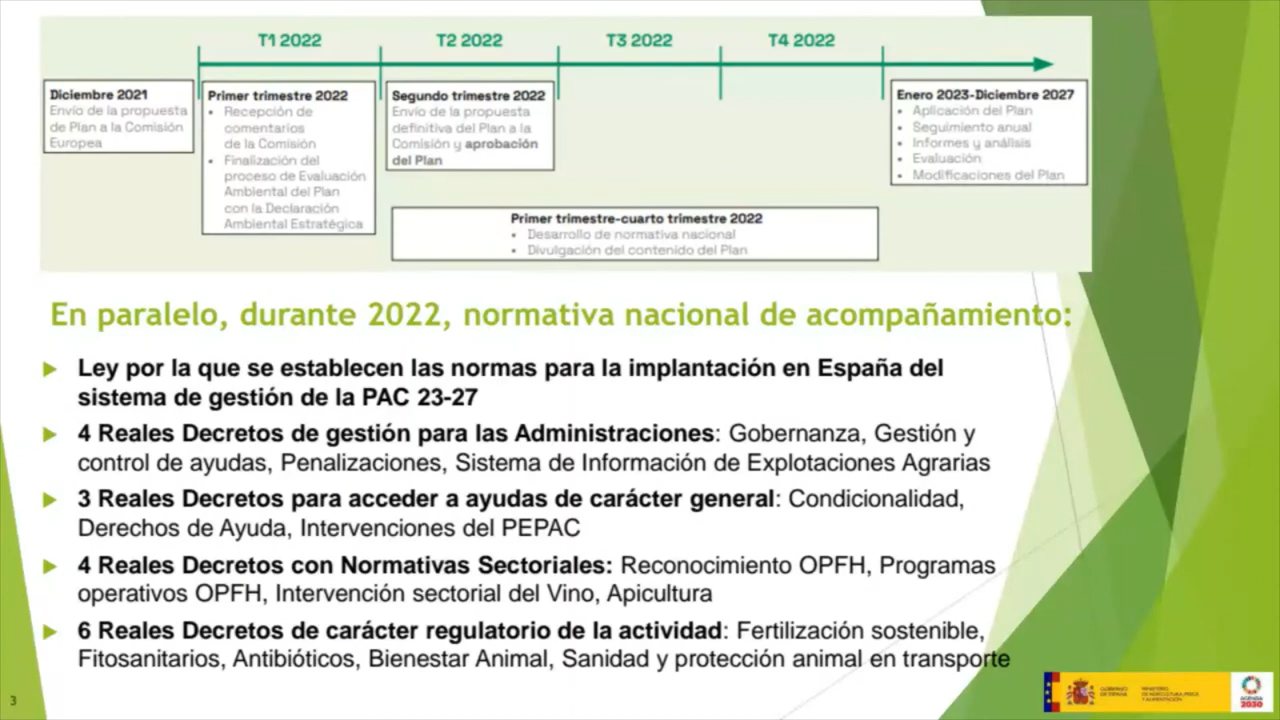 T1 2022
T2 2022
T3 2022
T4 2022
Diciembre 2021
Envío de la propuesta
de Plan a la Comisión
Europea
Primer trimestre 2022
• Recepción de
comentarios
de la Comisión
• Finalización del
proceso de Evaluación
Ambiental del Plan
con la Declaración
Ambiental Estratégica
Segundo trimestre 2022
Envío de la propuesta
definitiva del Plan a la
Comisión y aprobación
del Plan
Enero 2023-Diciembre 2027
• Aplicación del Plan
• Seguimiento anual
• Informes y análisis
• Evaluación
• Modificaciones del Plan
Primer trimestre-cuarto trimestre 2022
• Desarrollo de normativa nacional
• Divulgación del contenido del Plan
En paralelo, durante 2022, normativa nacional de acompañamiento:
Ley por la que se establecen las normas para la implantación en España del
sistema de gestión de la PAC 23-27
4 Reales Decretos de gestión para las Administraciones: Gobernanza, Gestión y
control de ayudas, Penalizaciones, Sistema de Información de Explotaciones Agrarias
3 Reales Decretos para acceder a ayudas de carácter general: Condicionalidad,
Derechos de Ayuda, Intervenciones del PEPAC
4 Reales Decretos con Normativas Sectoriales: Reconocimiento OPFH, Programas
operativos OPFH, Intervención sectorial del Vino, Apicultura
6 Reales Decretos de carácter regulatorio de la actividad: Fertilización sostenible,
Fitosanitarios, Antibióticos, Bienestar Animal, Sanidad y protección animal en transporte
3
GOBIERNO
DE ESPAÑA
MINISTERIO
DE AGRICULTURA, PESCA
Y ALIMENTACIÓN
AGENDA
2030